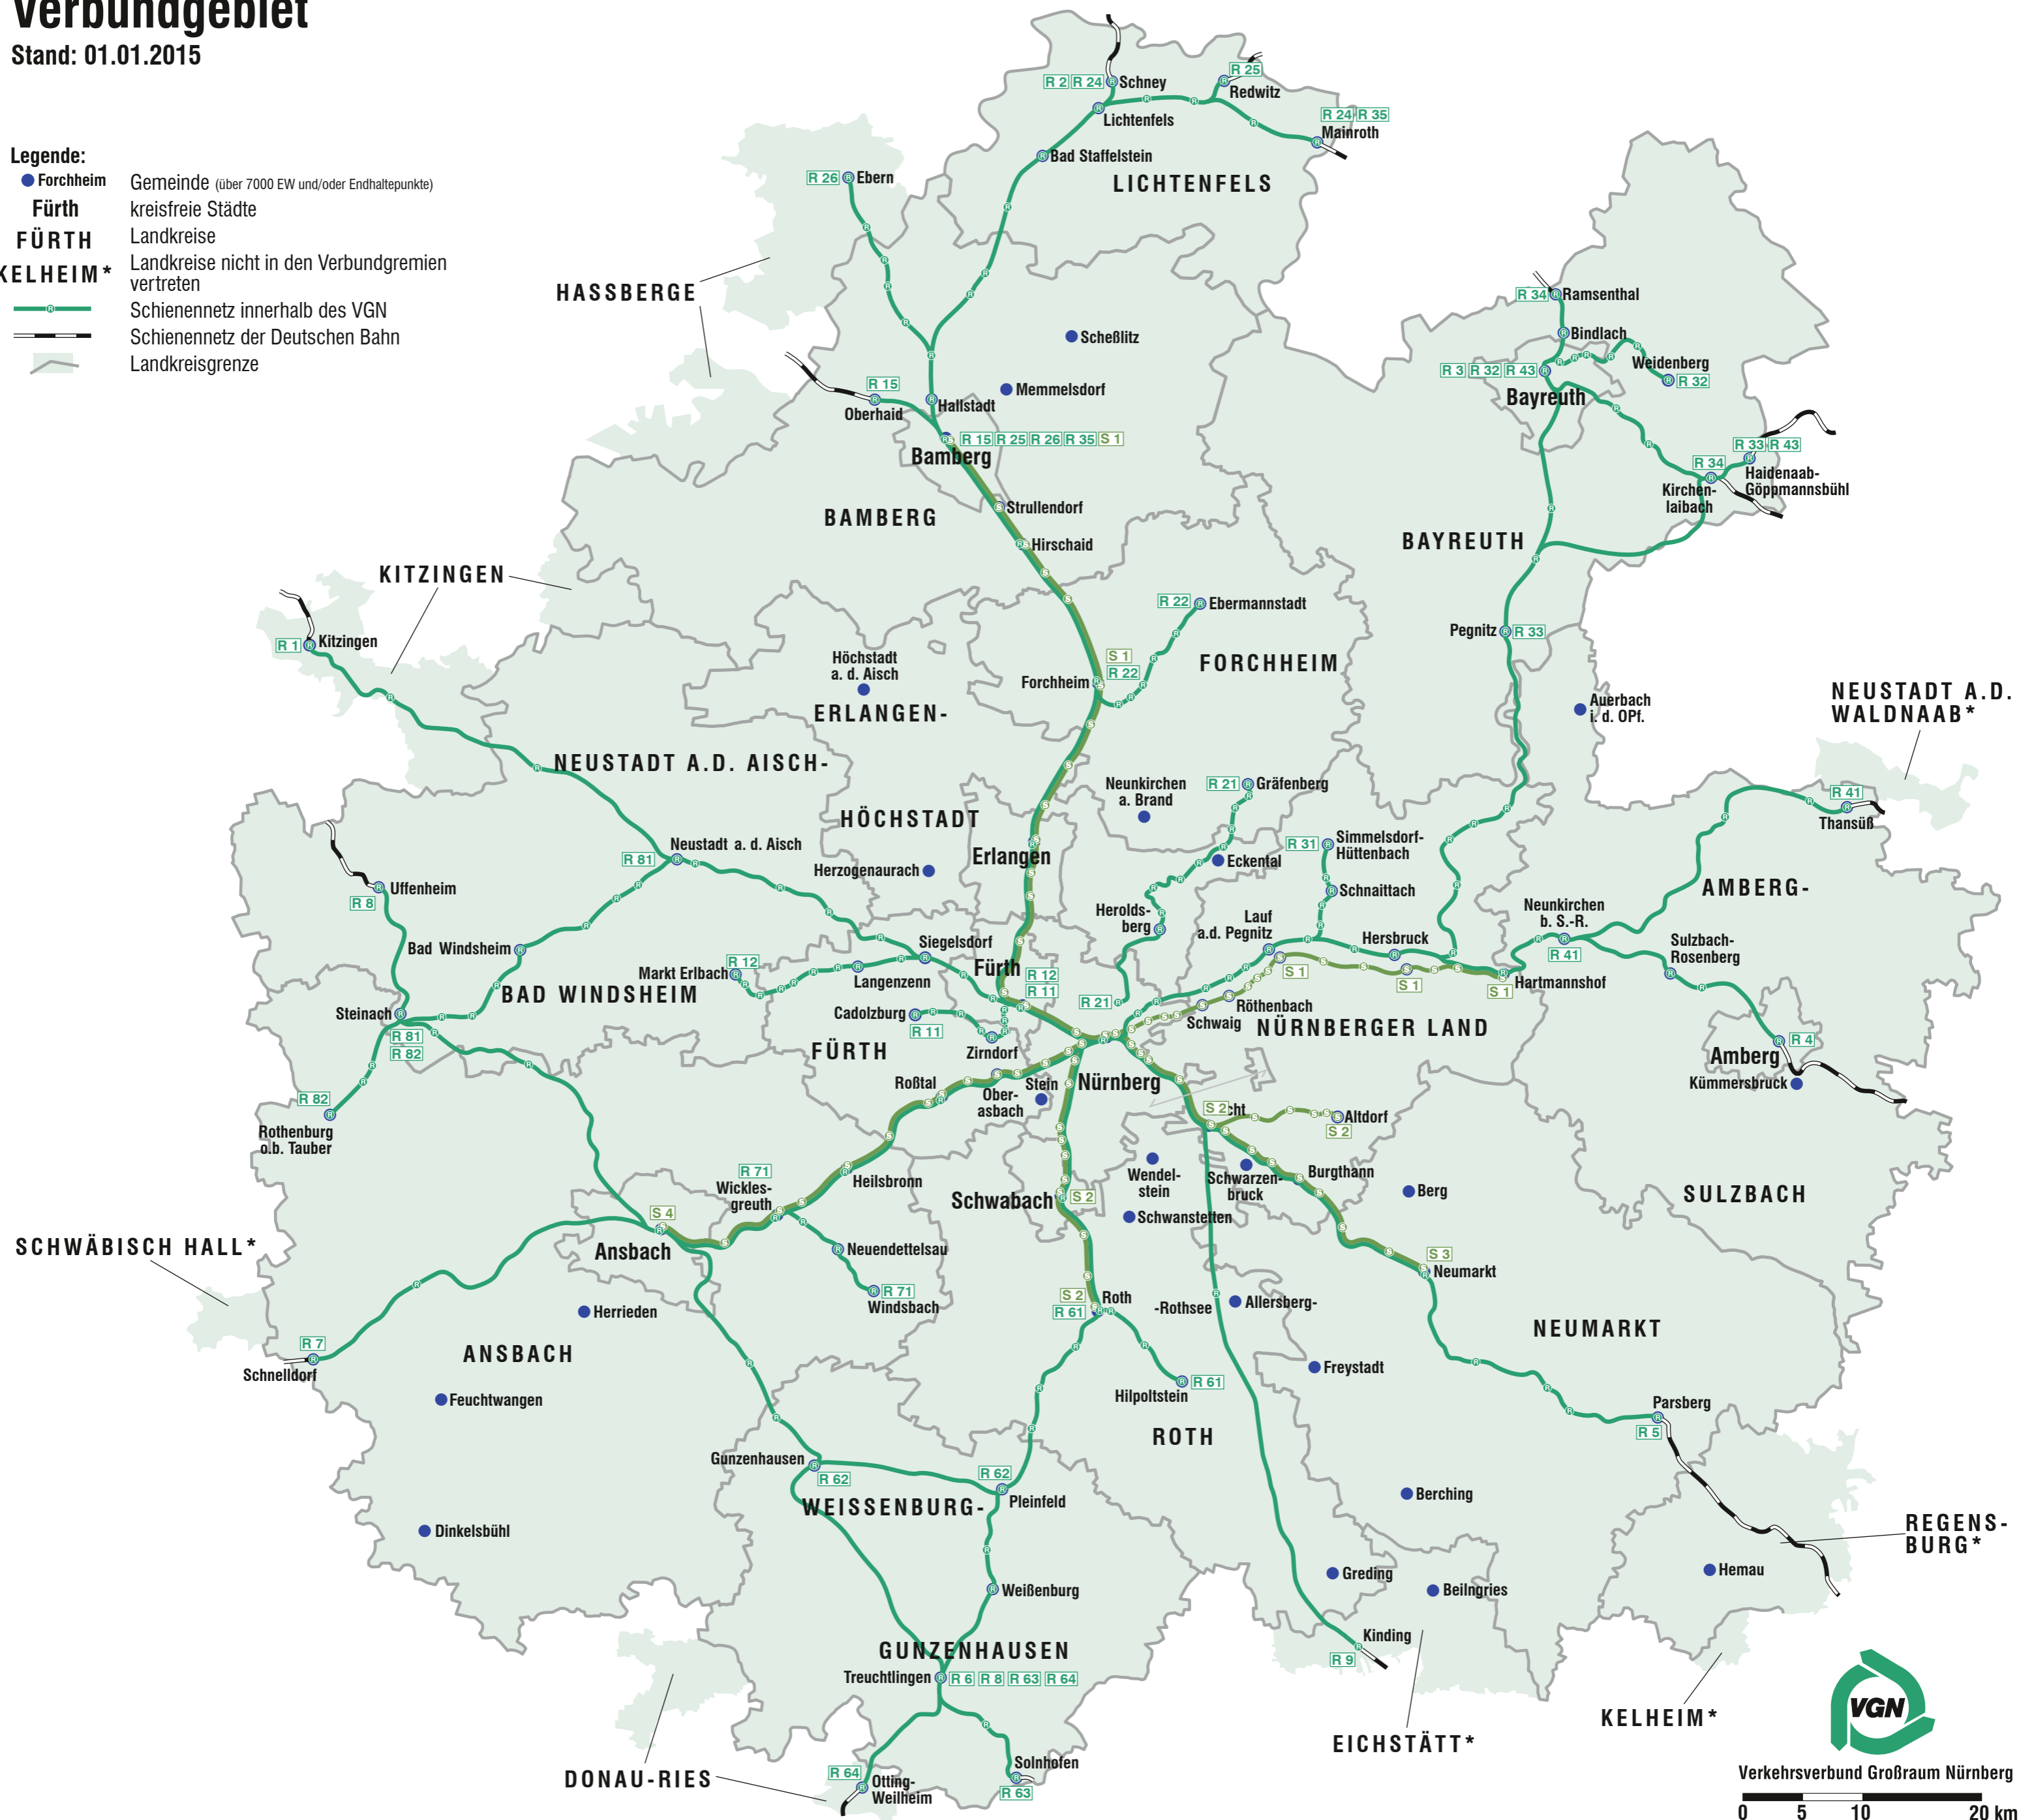 Verbundgebiet
Stand: 01.01.2015
Legende:
Forchheim
Gemeinde (über 7000 EW und/oder Endhaltepunkte)
Fürth
kreisfreie Städte
FÜRTH
Landkreise
KELHEIM*
Landkreise nicht in den Verbundgremien
vertreten
Schienennetz innerhalb des VGN
Schienennetz der Deutschen Bahn
Landkreisgrenze
R 2 R 24 Schney
R 25
Redwitz
Lichtenfels
R 24 R 35
Mainroth
Bad Staffelstein
LICHTENFELS
R 26 Ebern
HASSBERGE
Scheßlitz
Memmelsdorf
R 15
Oberhaid
Hallstadt
R 15 R 25 R 26 R 35 S 1
Bamberg
Strullendorf
BAMBERG
Hirschaid
R 34 Ramsenthal
Bindlach
Weidenberg
R 3 R 32 R 43
R 32
Bayreuth
R 33 R 43
R 34
Haidenaab-
Göppmannsbühl
Kirchen-
laibach
BAYREUTH
KITZINGEN
R 1 Kitzingen
R 22 Ebermannstadt
Pegnitz R 33
Höchstadt
a. d. Aisch
S 1
R 22
Forchheim
FORCHHEIM
ERLANGEN-
Auerbach
i. d. OPf.
NEUSTADT A.D.
WALDNAAB*
NEUSTADT A.D. AISCH-
Neunkirchen
a. Brand
R 21 Gräfenberg
R 41
Thansüß
HÖCHSTADT
Erlangen
R 31 Simmelsdorf-
Hüttenbach
Neustadt a. d. Aisch
R 81
Eckental
Herzogenaurach
Schnaittach
AMBERG-
Uffenheim
R 8
Herolds-
berg
Lauf
a.d. Pegnitz
Neunkirchen
b. S.-R.
R 41
Hersbruck
Sulzbach-
Rosenberg
Bad Windsheim
Siegelsdorf
R 12
Markt Erlbach
Langenzenn
Fürth
R 12
R 11
S 1
S 1
S 1
Hartmannshof
BAD WINDSHEIM
R 21
Steinach
Cadolzburg
R 11
Röthenbach
Schwaig
NÜRNBERGER LAND
R 81
R 82
FÜRTH
Zirndorf
R 4
Amberg
Kümmersbruck
Roßtal
Stein
Nürnberg
Ober-
asbach
R 82
Rothenburg
o.b. Tauber
S 2
cht
Altdorf
S 2
R 71
Wickles-
greuth
Heilsbronn
Wendel-
stein
Schwarzen-
bruck
Burgthann
Schwabach S 2
Berg
SULZBACH
Schwanstetten
S 4
Ansbach
SCHWÄBISCH HALL*
Neuendettelsau
S 3
Neumarkt
R 71
Windsbach
Herrieden
S 2
R 61
Roth
-Rothsee
Allersberg-
NEUMARKT
R 7
Schnelldorf
ANSBACH
Freystadt
Hilpoltstein R 61
Feuchtwangen
Parsberg
R 5
ROTH
Gunzenhausen
R 62
R 62
Pleinfeld
WEISSENBURG-
Berching
Dinkelsbühl
REGENS-
BURG*
Greding
Beilngries
Hemau
Weißenburg
Kinding
R 9
GUNZENHAUSEN
Treuchtlingen R 6 R 8 R 63 R 64
KELHEIM*
EICHSTÄTT*
DONAU-RIES
R 64
Otting-
Weilheim
Solnhofen
R 63
VGN
Verkehrsverbund Großraum Nürnberg
0 5 10 20 km